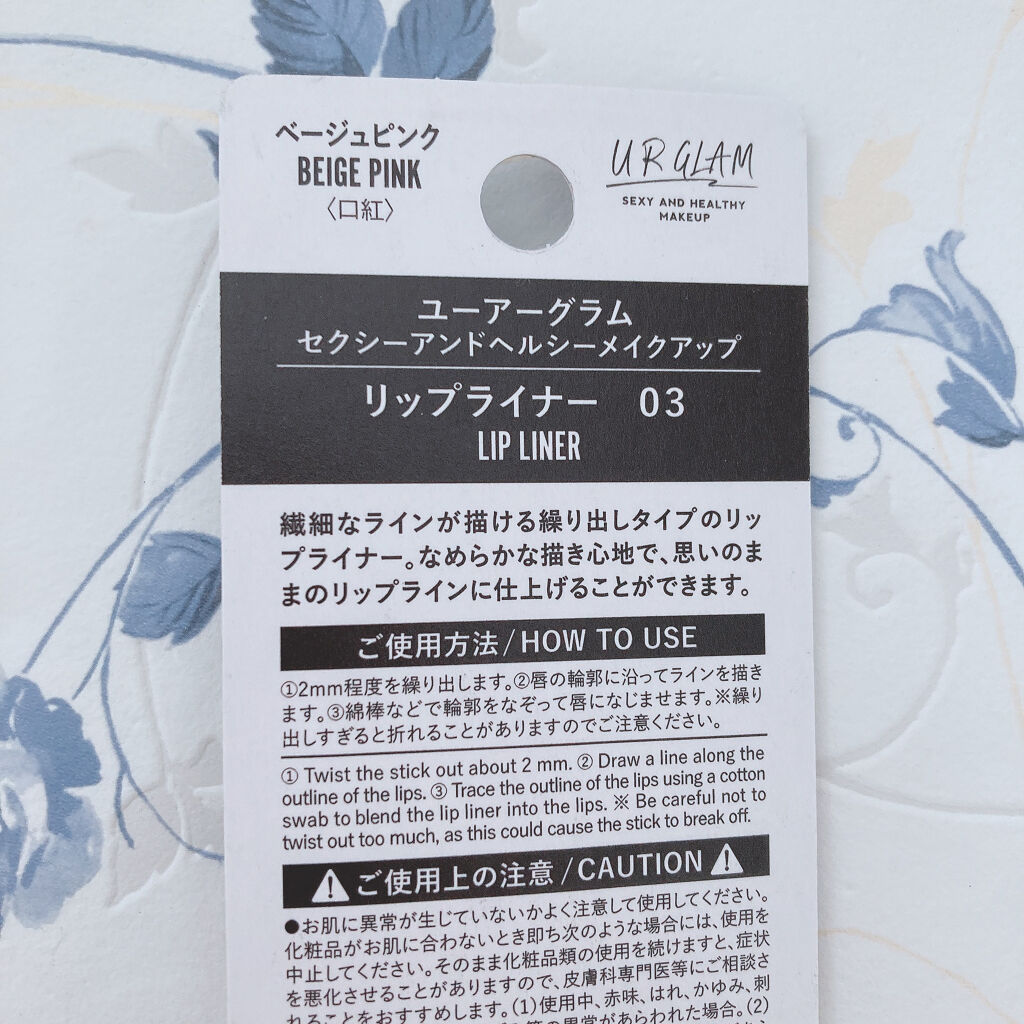 ベージュピンク
BEIGE PINK
〈口紅〉
UR GLAM
SEXY AND HEALTHY
MAKEUP
ユーアーグラム
セクシーアンドヘルシーメイクアップ
リップライナー 03
LIP LINER
繊細なラインが描ける繰り出しタイプのリッ
プライナー。なめらかな描き心地で、思いのま
まのリップラインに仕上げることができます。
ご使用方法/HOW TO USE
①2mm程度を繰り出します。②唇の輪郭に沿ってラインを描き
ます。③綿棒などで輪郭をなぞって唇になじませます。※繰り
出しすぎると折れることがありますのでご注意ください。
① Twist the stick out about 2 mm. ② Draw a line along the
outline of the lips. ③ Trace the outline of the lips using a cotton
swab to blend the lip liner into the lips. ※ Be careful not to
twist out too much, as this could cause the stick to break off.
ご使用上の注意/CAUTION
●お肌に異常が生じていないかよく注意して使用してください。
化粧品がお肌に合わないとき即ち次のような場合には、使用を
中止してください。そのまま化粧品類の使用を続けますと、症状
を悪化させることがありますので、皮膚科専門医等にご相談さ
れることをおすすめします。(1)使用中、赤味、はれ、かゆみ、刺
等の異常があらわれた場合。(2)